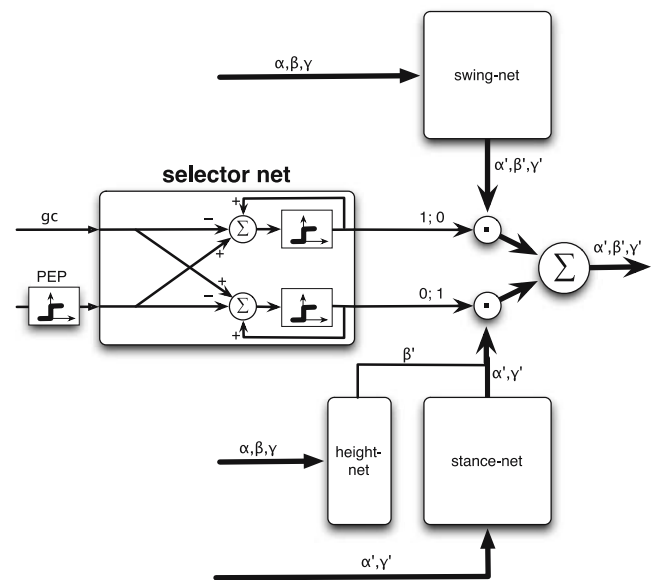 α,β,γ
swing-net
α',β',γ'
selector net
gc
PEP
+
−
Σ
+
1; 0
α',β',γ'
Σ
+
−
Σ
+
0; 1
β'
α',γ'
α,β,γ
height-
net
stance-net
α',γ'